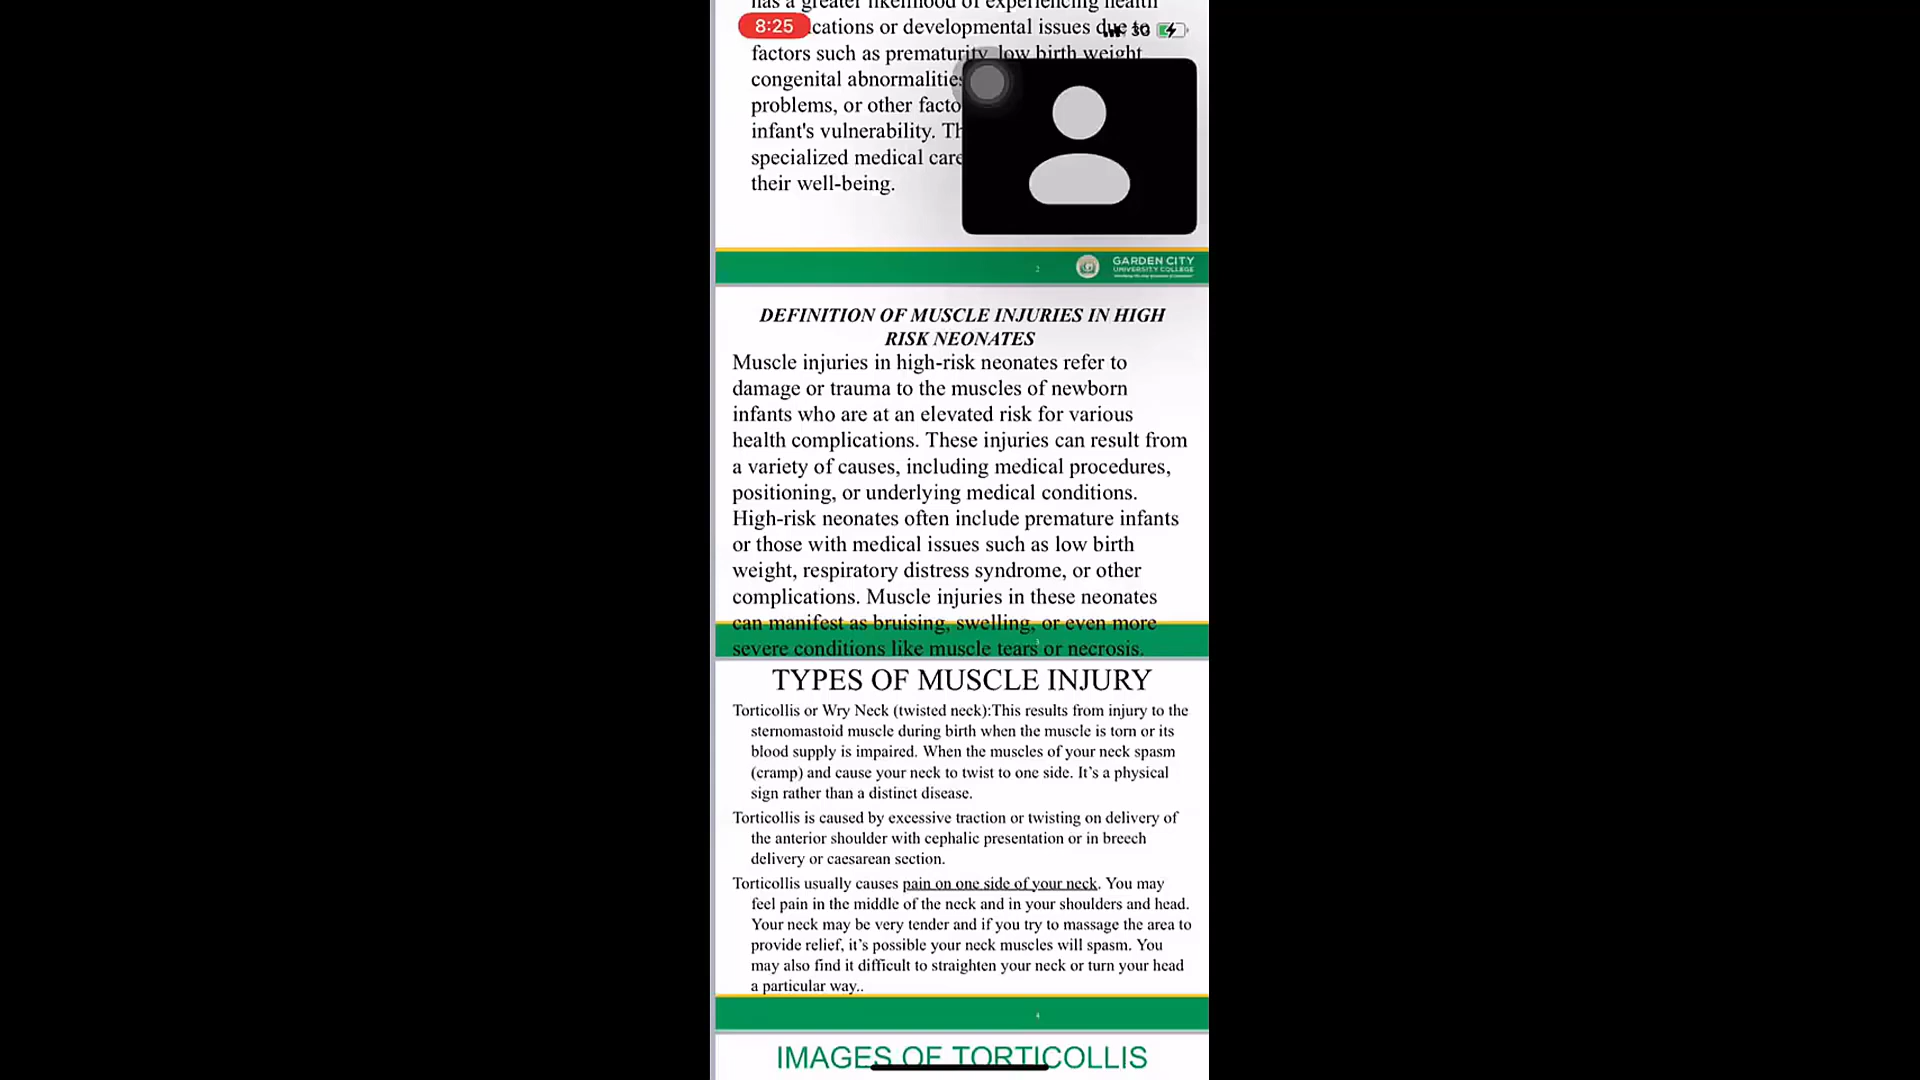 has a greater likelihood of experiencing health
8:25
cations or developmental issues due to
3G
factors such as prematurity, low birth weight,
congenital abnormalities
problems, or other facto
infant's vulnerability. Th
specialized medical care
their well-being.
2
GARDEN CITY
UNIVERSITY COLLEGE
DEFINITION OF MUSCLE INJURIES IN HIGH
RISK NEONATES
Muscle injuries in high-risk neonates refer to
damage or trauma to the muscles of newborn
infants who are at an elevated risk for various
health complications. These injuries can result from
a variety of causes, including medical procedures,
positioning, or underlying medical conditions.
High-risk neonates often include premature infants
or those with medical issues such as low birth
weight, respiratory distress syndrome, or other
complications. Muscle injuries in these neonates
can manifest as bruising, swelling, or even more
3
severe conditions like muscle tears or necrosis.
TYPES OF MUSCLE INJURY
Torticollis or Wry Neck (twisted neck):This results from injury to the
sternomastoid muscle during birth when the muscle is torn or its
blood supply is impaired. When the muscles of your neck spasm
(cramp) and cause your neck to twist to one side. It’s a physical
sign rather than a distinct disease.
Torticollis is caused by excessive traction or twisting on delivery of
the anterior shoulder with cephalic presentation or in breech
delivery or caesarean section.
Torticollis usually causes pain on one side of your neck. You may
feel pain in the middle of the neck and in your shoulders and head.
Your neck may be very tender and if you try to massage the area to
provide relief, it’s possible your neck muscles will spasm. You
may also find it difficult to straighten your neck or turn your head
a particular way..
4
IMAGES OF TORTICOLLIS